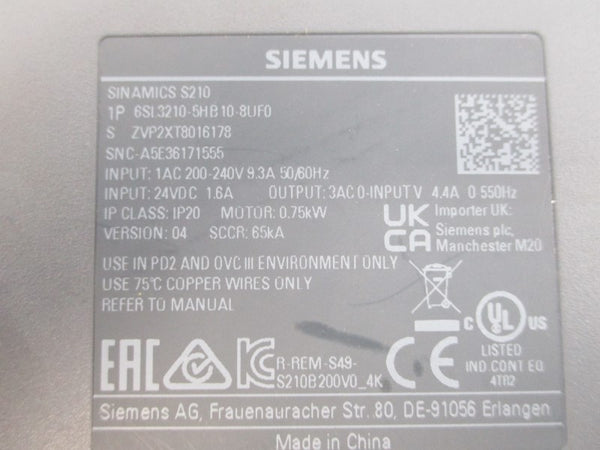 SIEMENS
SINAMICS S210
1P 6SL3210-5HB10-8UF0
S ZVP2XT8016178
SNC-A5E36171555
INPUT: 1AC 200-240V 9.3A 50/60Hz
INPUT: 24VDC 1.6A OUTPUT: 3AC 0-INPUT V 4.4A 0 550Hz
IP CLASS: IP20 MOTOR: 0.75kW
VERSION: 04 SCCR: 65kA
UK
CA
Importer UK:
Siemens plc,
Manchester M20
USE IN PD2 AND OVC III ENVIRONMENT ONLY
USE 75°C COPPER WIRES ONLY
REFER TO MANUAL
EAC
KC
R-REM-S49-
S210B200V0_4K
CE
C UL US
LISTED
IND.CONT.EQ.
4TR2
Siemens AG, Frauenauracher Str. 80, DE-91056 Erlangen
Made in China